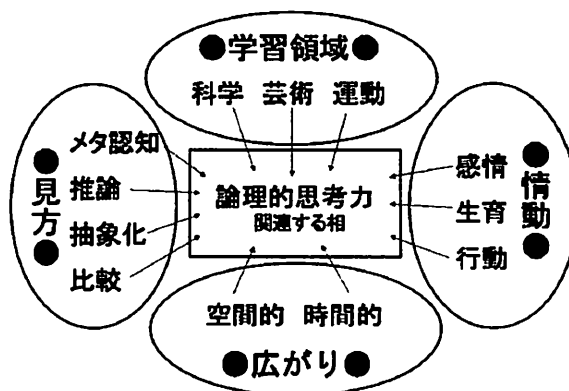 ●学習領域●
科学 芸術 運動
●見方●
メタ認知
推論
抽象化
比較
論理的思考力
関連する相
●情動●
感情
生育
行動
空間的 時間的
●広がり●